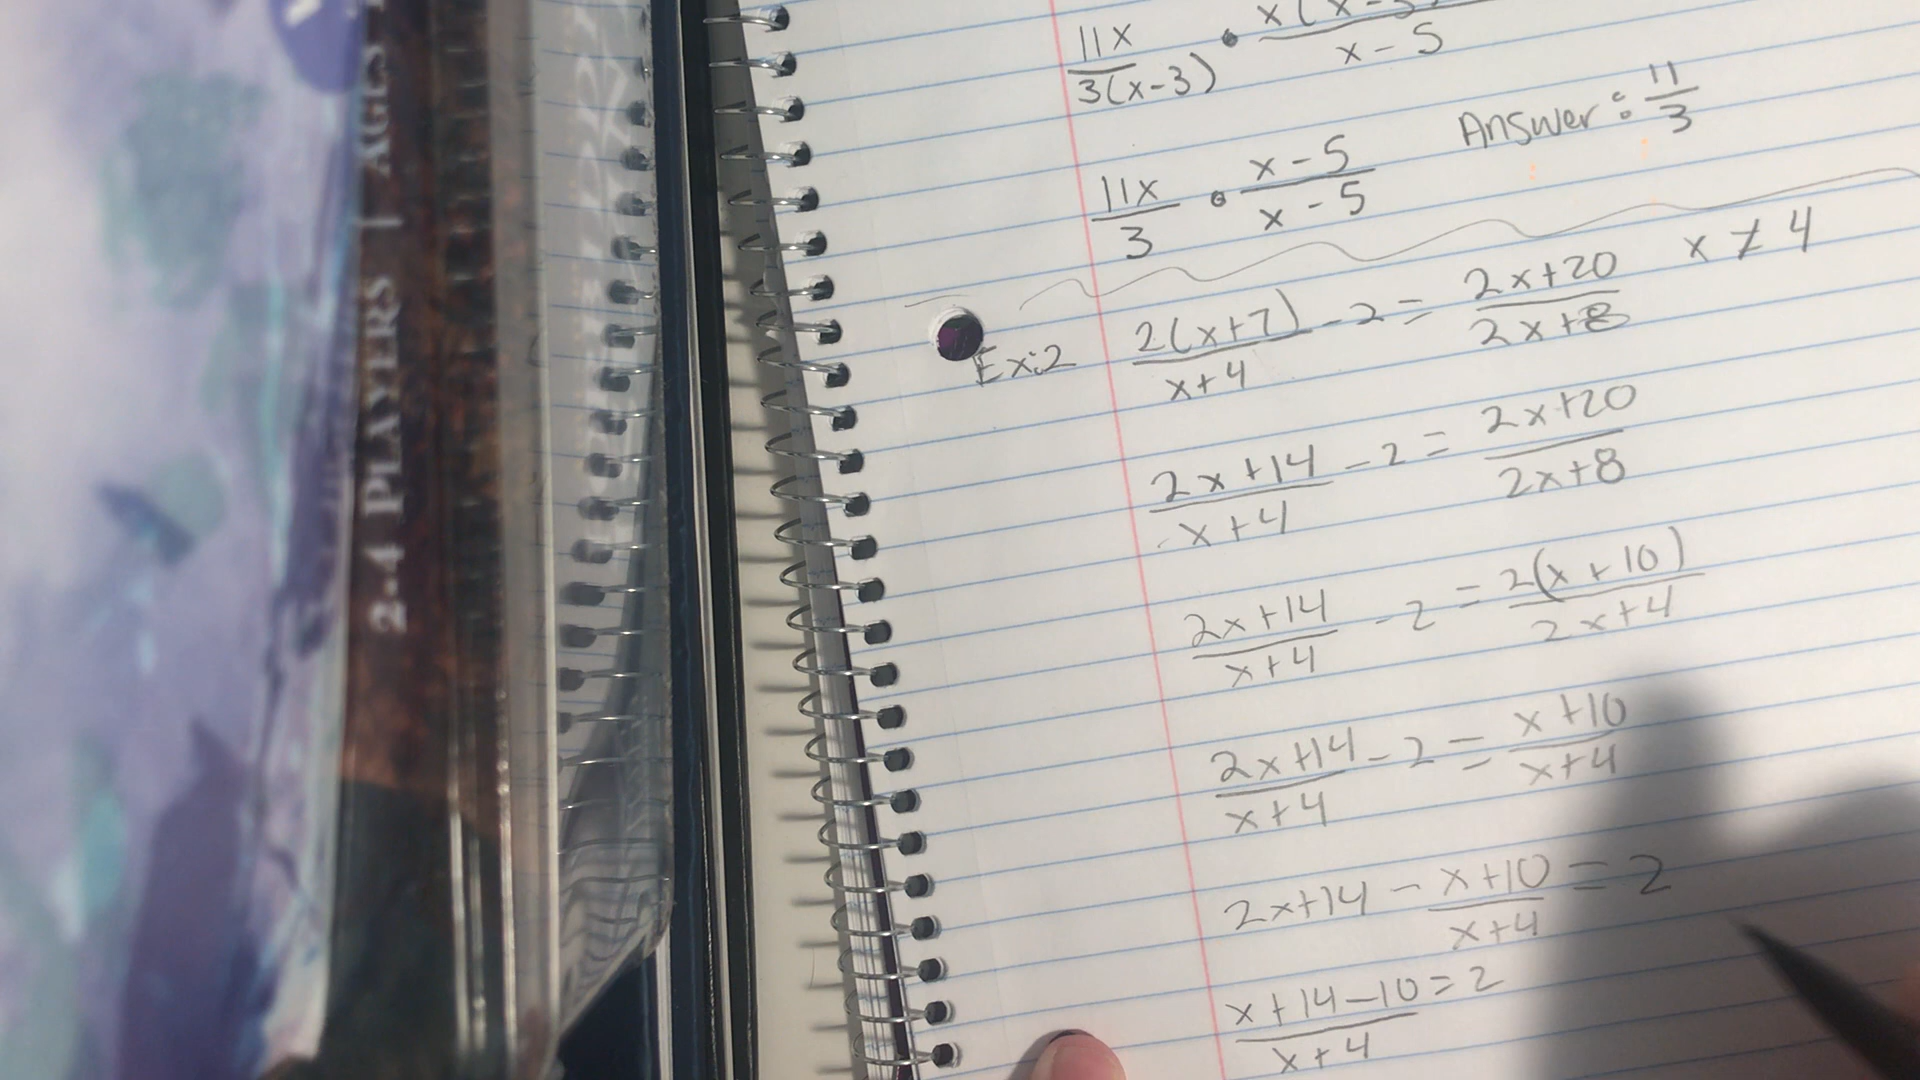 11x/3(x-3) • x(x-3)/x-5
11x/3 • x-5/x-5 Answer: 11/3
Ex:2 2(x+7)/x+4 -2 = 2x+20/2x+8 x ≠ 4
2x+14/x+4 -2 = 2x+20/2x+8
2x+14/x+4 -2 = 2(x+10)/2x+4
2x+14/x+4 -2 = x+10/x+4
2x+14 - x+10/x+4 = 2
x+14-10/x+4 = 2
2-4 PLAYERS | AGES